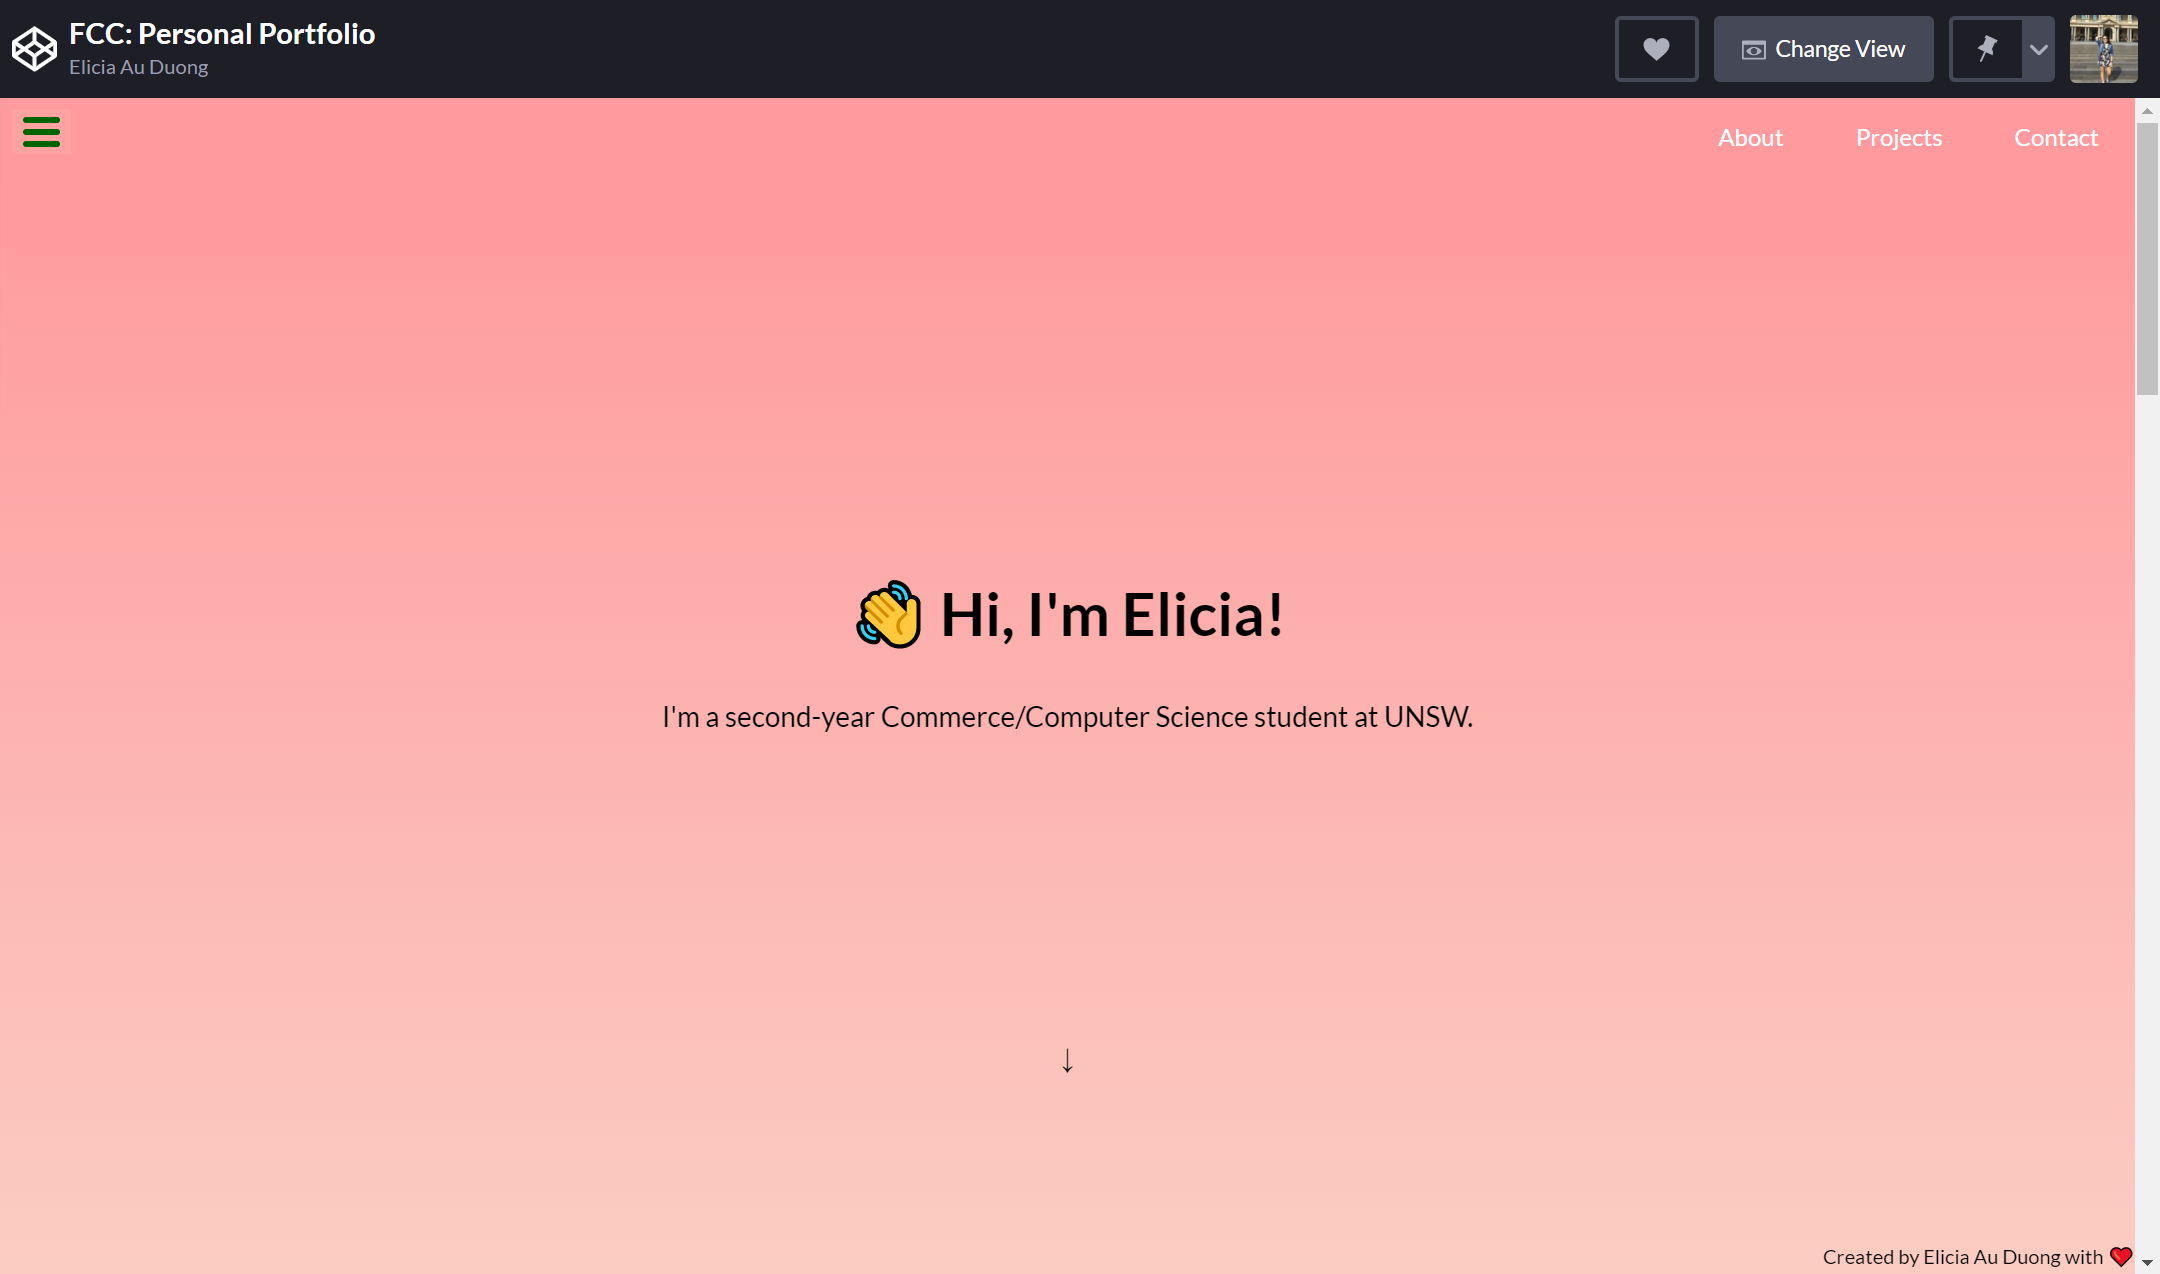 FCC: Personal Portfolio
Elicia Au Duong
Change View
About Projects Contact
👋 Hi, I'm Elicia!
I'm a second-year Commerce/Computer Science student at UNSW.
↓
Created by Elicia Au Duong with ❤️